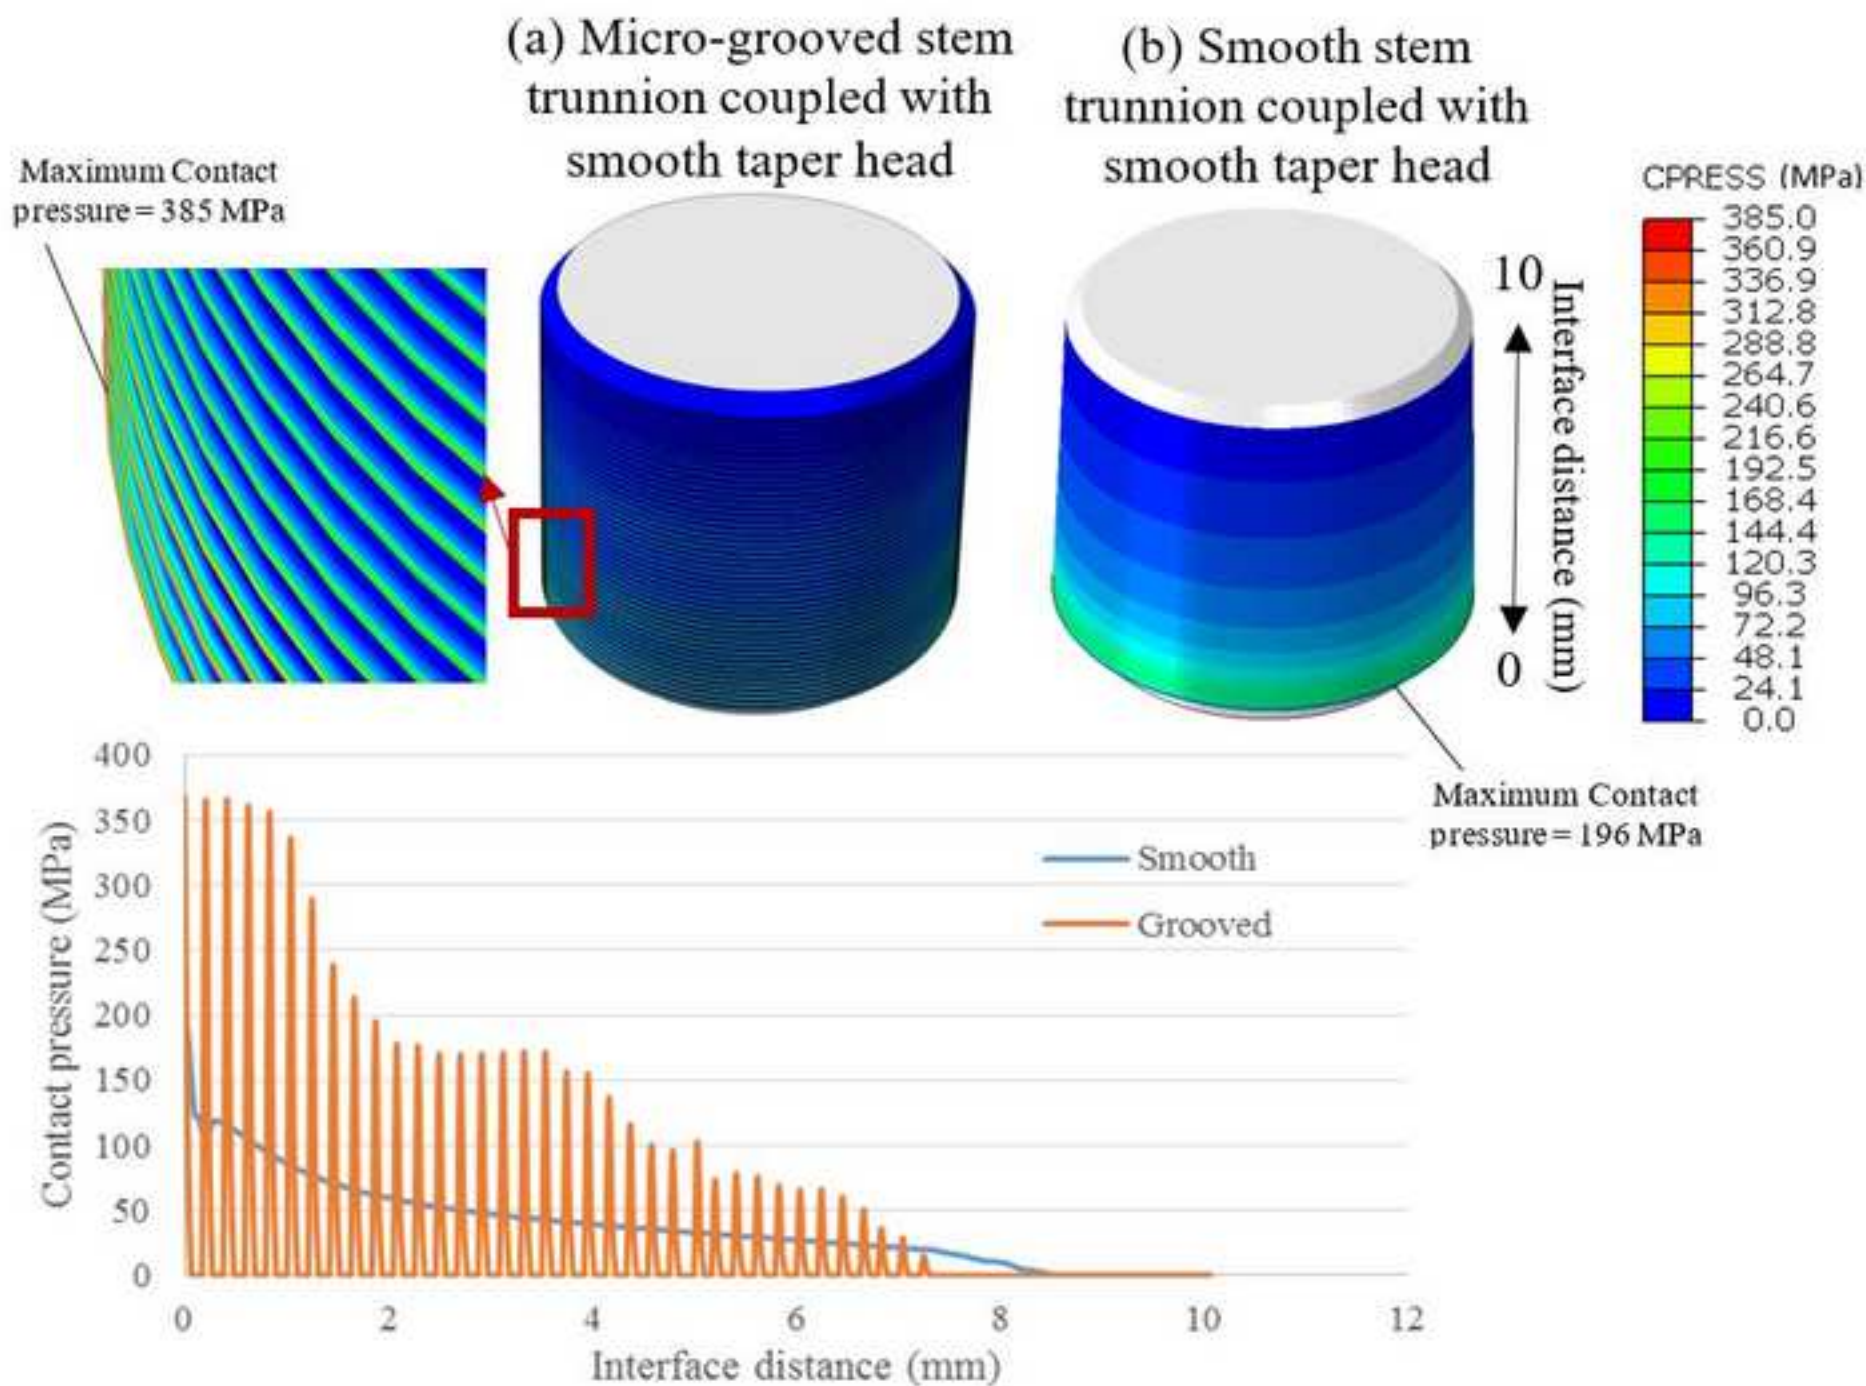 (a) Micro-grooved stem
trunnion coupled with
smooth taper head
(b) Smooth stem
trunnion coupled with
smooth taper head
Maximum Contact
pressure = 385 MPa
CPRESS (MPa)
385.0
360.9
336.9
312.8
288.8
264.7
240.6
216.6
192.5
168.4
144.4
120.3
96.3
72.2
48.1
24.1
0.0
10
Interface distance (mm)
0
Maximum Contact
pressure = 196 MPa
Contact pressure (MPa)
400
350
300
250
200
150
100
50
0
Smooth
Grooved
0 2 4 6 8 10 12
Interface distance (mm)